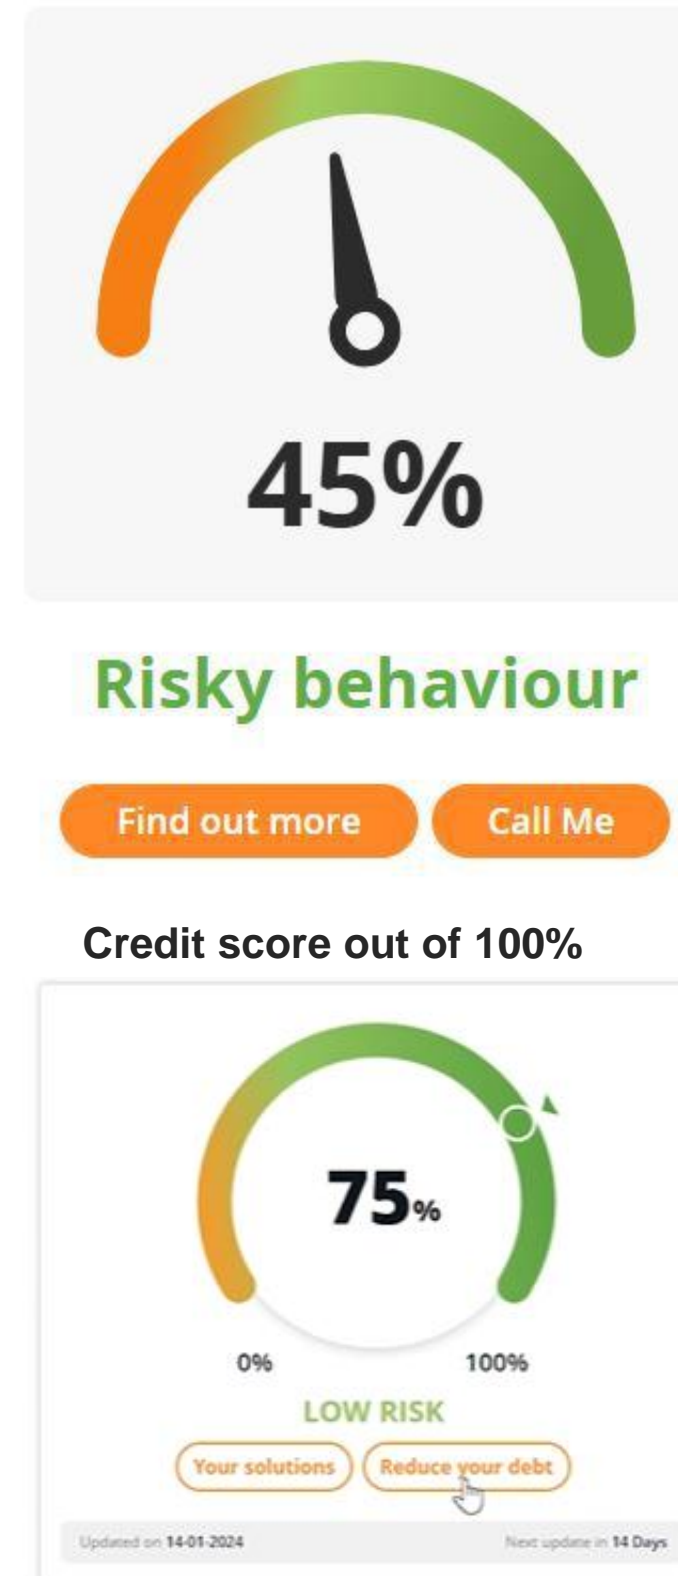 45%
Risky behaviour
Find out more Call Me
Credit score out of 100%
75%
0% 100%
LOW RISK
Your solutions Reduce your debt
Updated on 14-01-2024 Next update in 14 Days